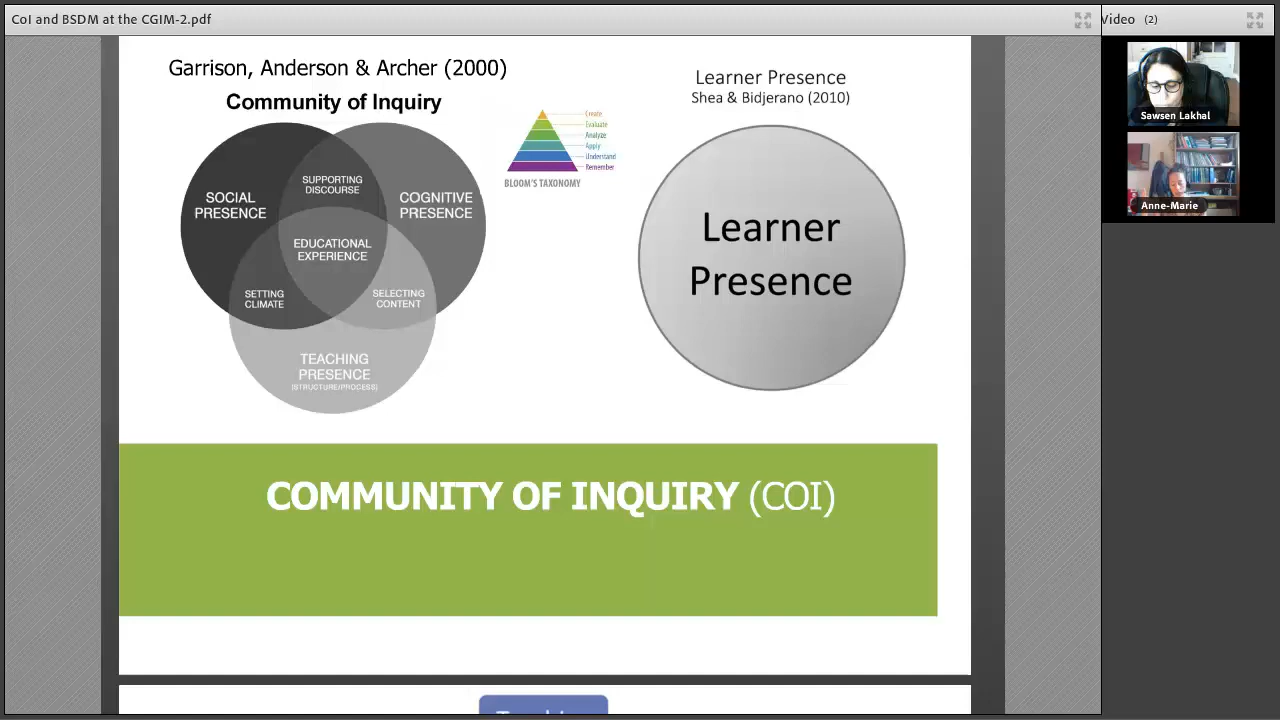 CoI and BSDM at the CGIM-2.pdf
Video (2)
Garrison, Anderson & Archer (2000)
Community of Inquiry
SOCIAL
PRESENCE
SUPPORTING
DISCOURSE
COGNITIVE
PRESENCE
EDUCATIONAL
EXPERIENCE
SETTING
CLIMATE
SELECTING
CONTENT
TEACHING
PRESENCE
(STRUCTURE/PROCESS)
Create
Evaluate
Analyze
Apply
Understand
Remember
BLOOM'S TAXONOMY
Learner Presence
Shea & Bidjerano (2010)
Learner
Presence
Sawsen Lakhal
Anne-Marie
COMMUNITY OF INQUIRY (COI)